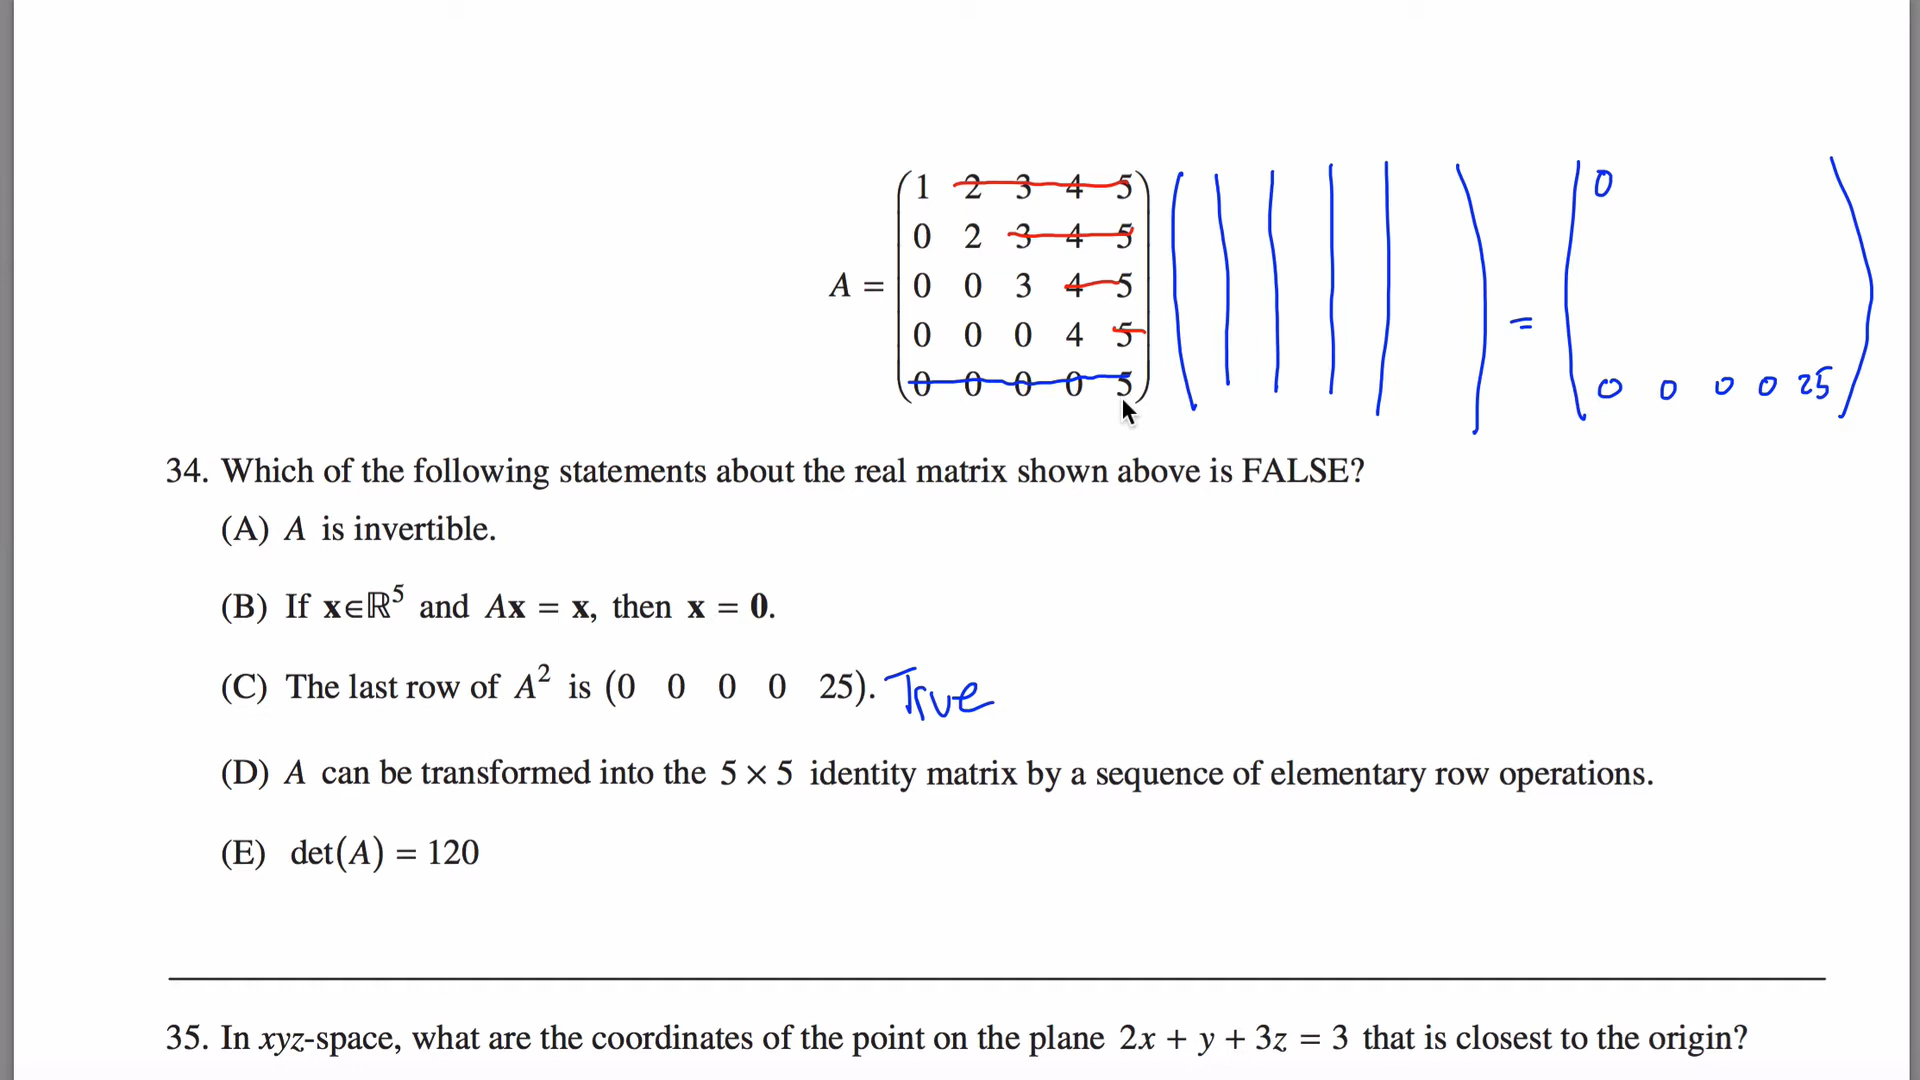 1 2 3 4 5 0
0 2 3 4 5
A = 0 0 3 4 5
=
0 0 0 4 5
0 0 0 0 5 0 0 0 0 25
34. Which of the following statements about the real matrix shown above is FALSE?
(A) A is invertible.
(B) If x∈ℝ⁵ and Ax = x, then x = 0.
(C) The last row of A² is (0 0 0 0 25). True
(D) A can be transformed into the 5 × 5 identity matrix by a sequence of elementary row operations.
(E) det(A) = 120
35. In xyz-space, what are the coordinates of the point on the plane 2x + y + 3z = 3 that is closest to the origin?